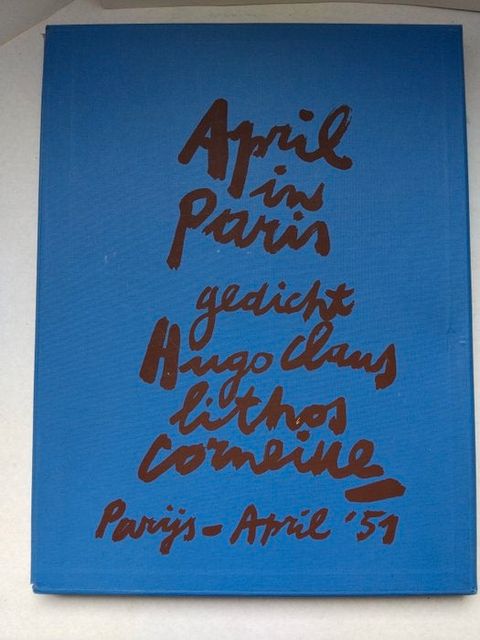 April
in
Paris
gedicht
Hugo Claus
lithos
corneille
Parijs - April '51